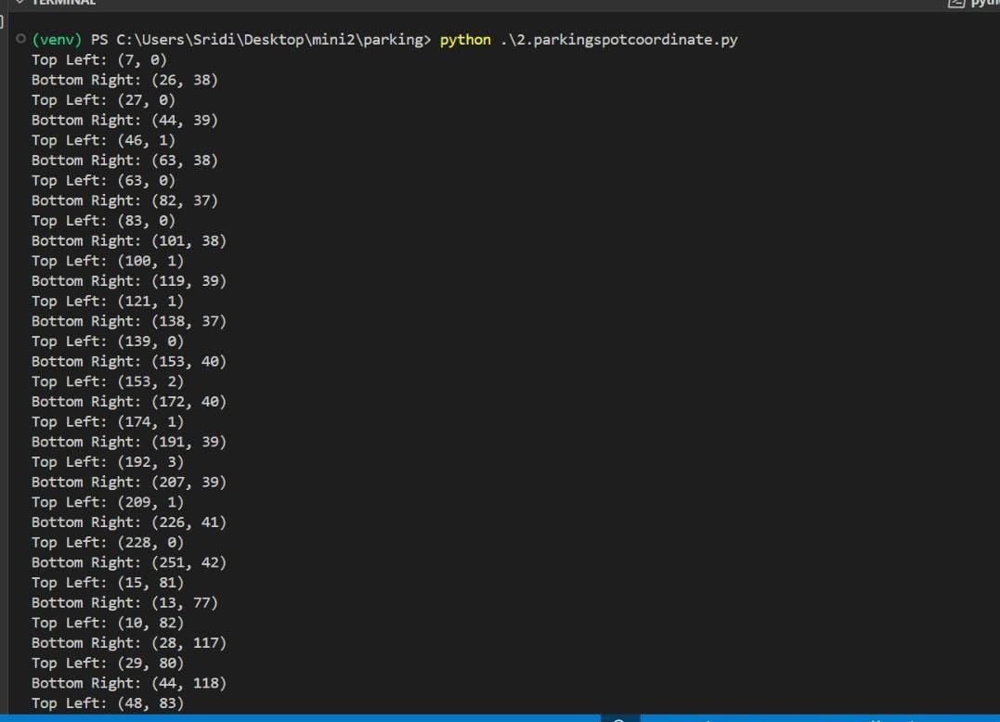 TERMINAL
(venv) PS C:\Users\Sridi\Desktop\mini2\parking> python .\2.parkingspotcoordinate.py
Top Left: (7, 0)
Bottom Right: (26, 38)
Top Left: (27, 0)
Bottom Right: (44, 39)
Top Left: (46, 1)
Bottom Right: (63, 38)
Top Left: (63, 0)
Bottom Right: (82, 37)
Top Left: (83, 0)
Bottom Right: (101, 38)
Top Left: (100, 1)
Bottom Right: (119, 39)
Top Left: (121, 1)
Bottom Right: (138, 37)
Top Left: (139, 0)
Bottom Right: (153, 40)
Top Left: (153, 2)
Bottom Right: (172, 40)
Top Left: (174, 1)
Bottom Right: (191, 39)
Top Left: (192, 3)
Bottom Right: (207, 39)
Top Left: (209, 1)
Bottom Right: (226, 41)
Top Left: (228, 0)
Bottom Right: (251, 42)
Top Left: (15, 81)
Bottom Right: (13, 77)
Top Left: (10, 82)
Bottom Right: (28, 117)
Top Left: (29, 80)
Bottom Right: (44, 118)
Top Left: (48, 83)